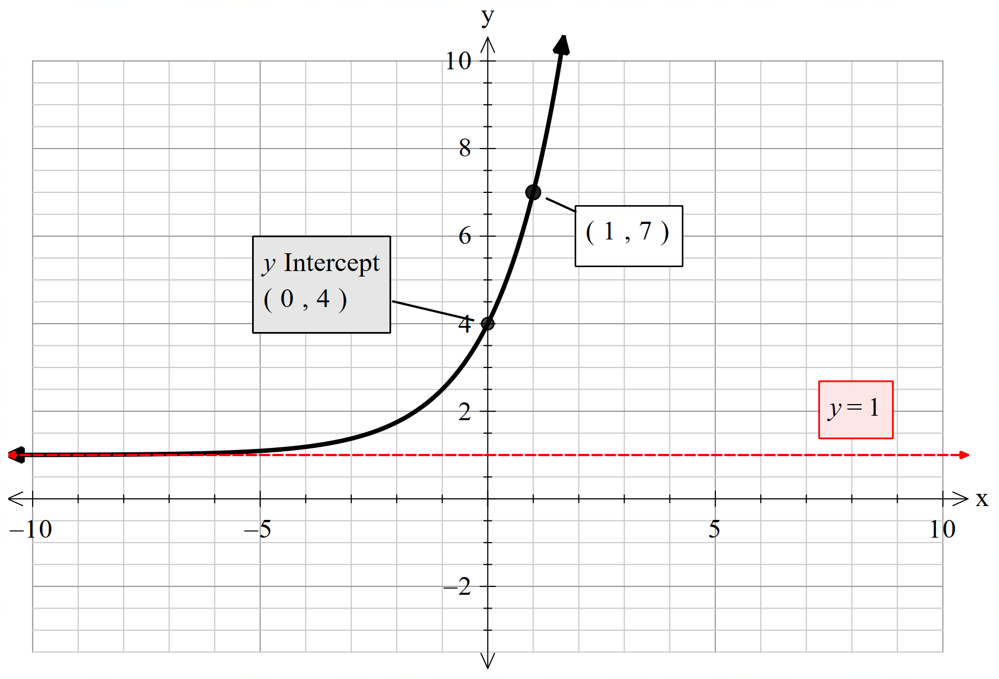 y
10
8
6
( 1 , 7 )
y Intercept
( 0 , 4 )
4
2
y = 1
x
–10
–5
5
10
–2